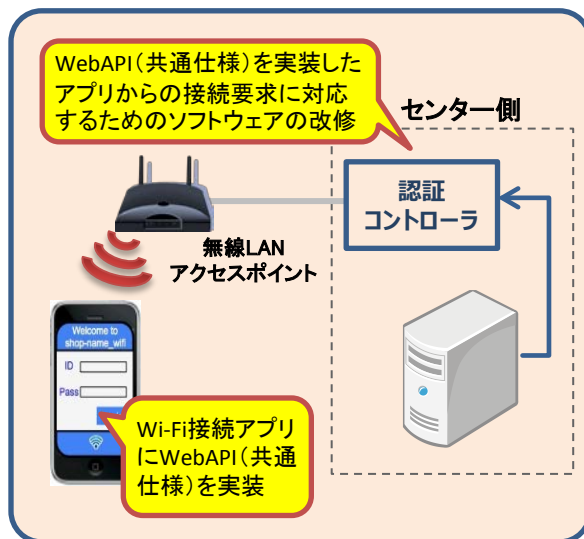 WebAPI（共通仕様）を実装した
アプリからの接続要求に対応
するためのソフトウェアの改修
センター側
認証
コントローラ
無線LAN
アクセスポイント
Welcome to
shop-name_wifi
ID
Pass
Wi-Fi接続アプリ
にWebAPI（共通
仕様）を実装